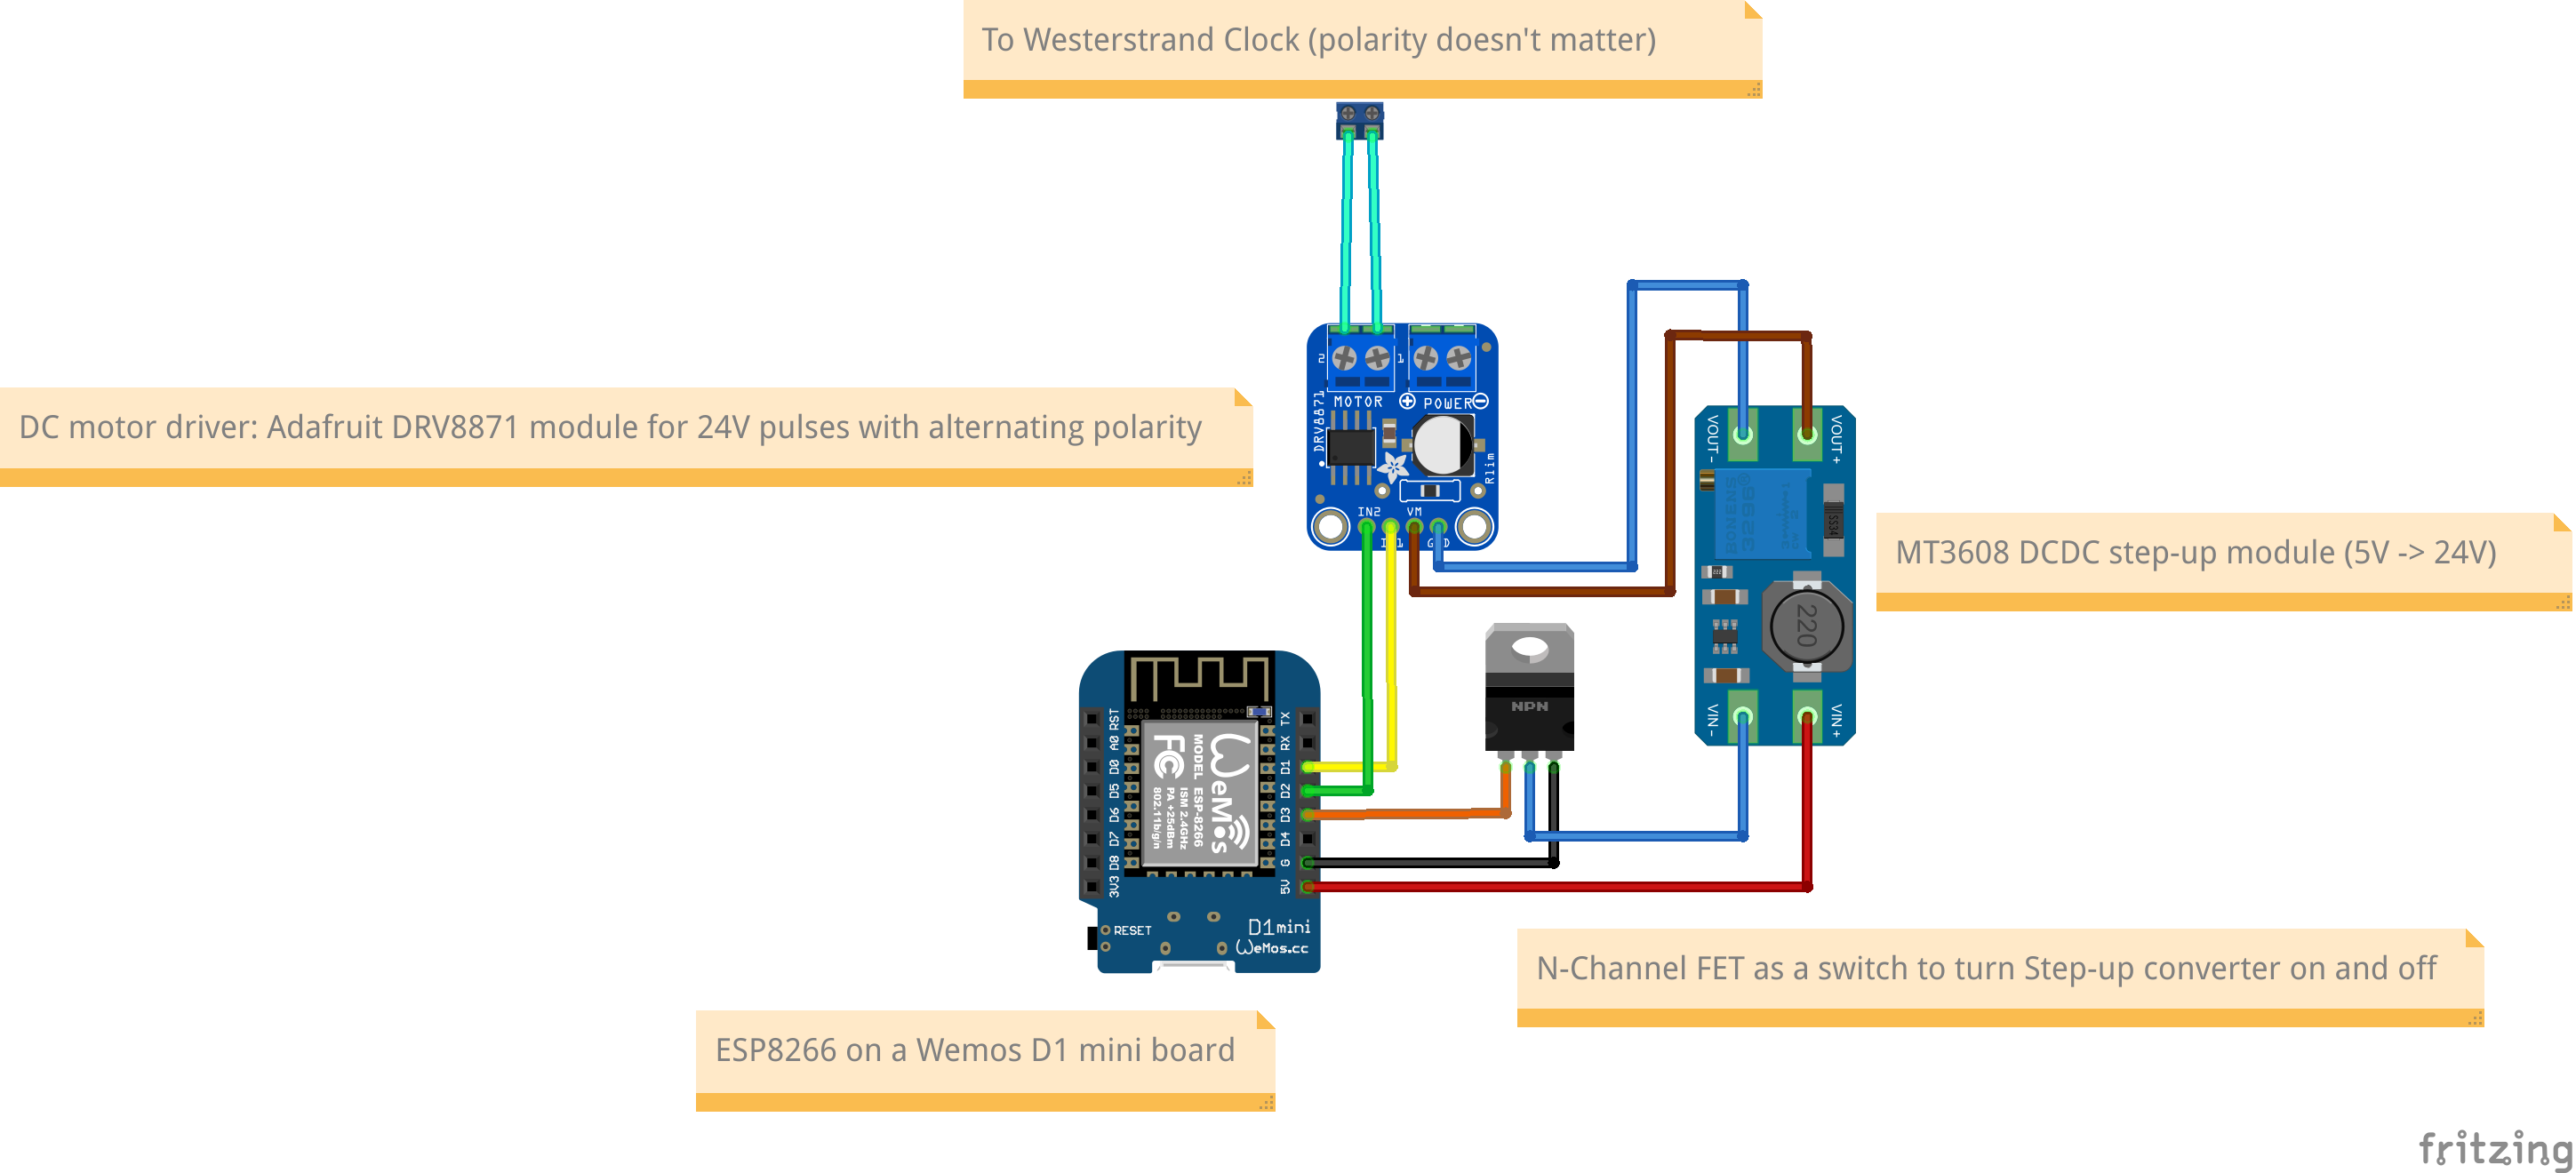 To Westerstrand Clock (polarity doesn't matter)
2
1
MOTOR
+ POWER -
DRV8871
DC motor driver: Adafruit DRV8871 module for 24V pulses with alternating polarity
Rlim
IN2
VM
VOUT-
VOUT+
3296
SS34
MT3608 DCDC step-up module (5V -> 24V)
220
NPN
VIN-
VIN+
RST
A0
D0
D5
D6
D7
D8
3V3
TX
RX
D1
D2
D3
D4
G
5V
WeMos
MODEL ESP-8266
ISM 2.4GHz
PA +25dBm
802.11b/g/n
FC
RESET
D1mini
WeMos.cc
N-Channel FET as a switch to turn Step-up converter on and off
ESP8266 on a Wemos D1 mini board
fritzing